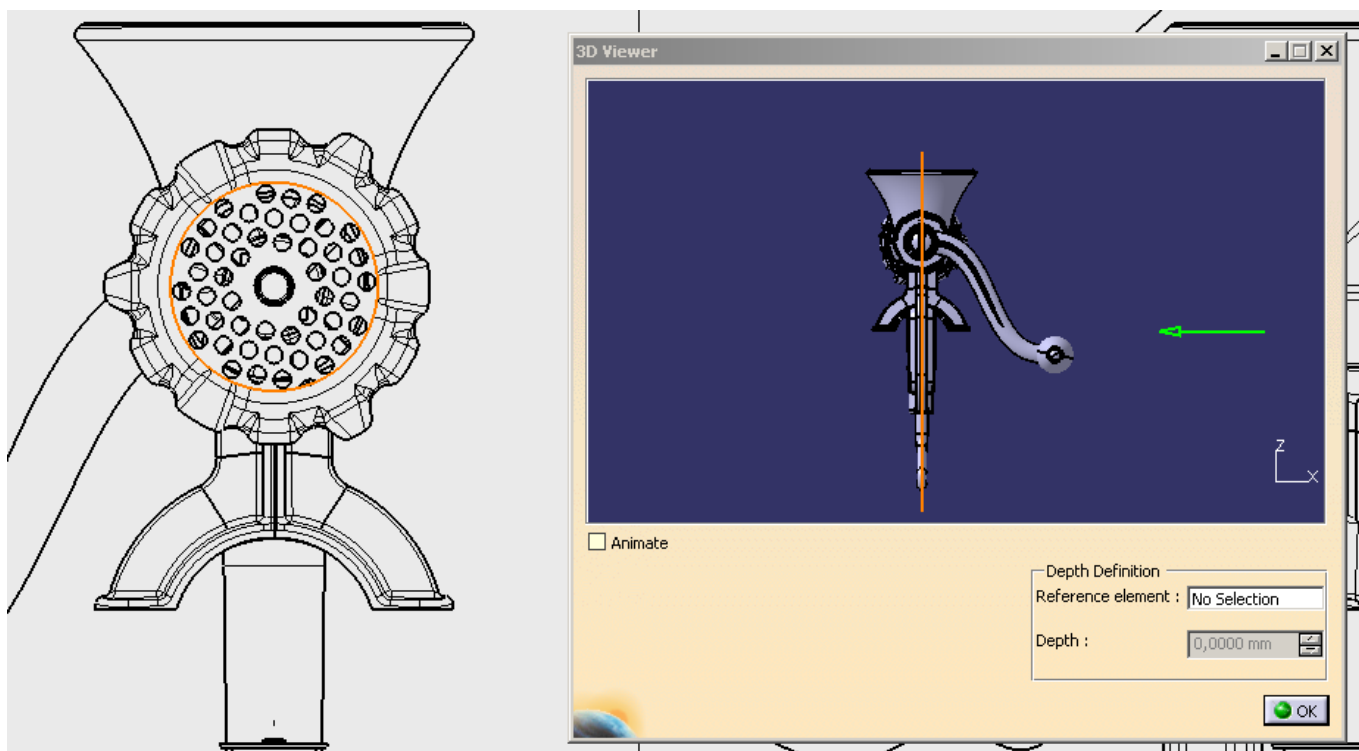 3D Viewer
Z
X
Animate
Depth Definition
Reference element : No Selection
Depth : 0,0000 mm
OK